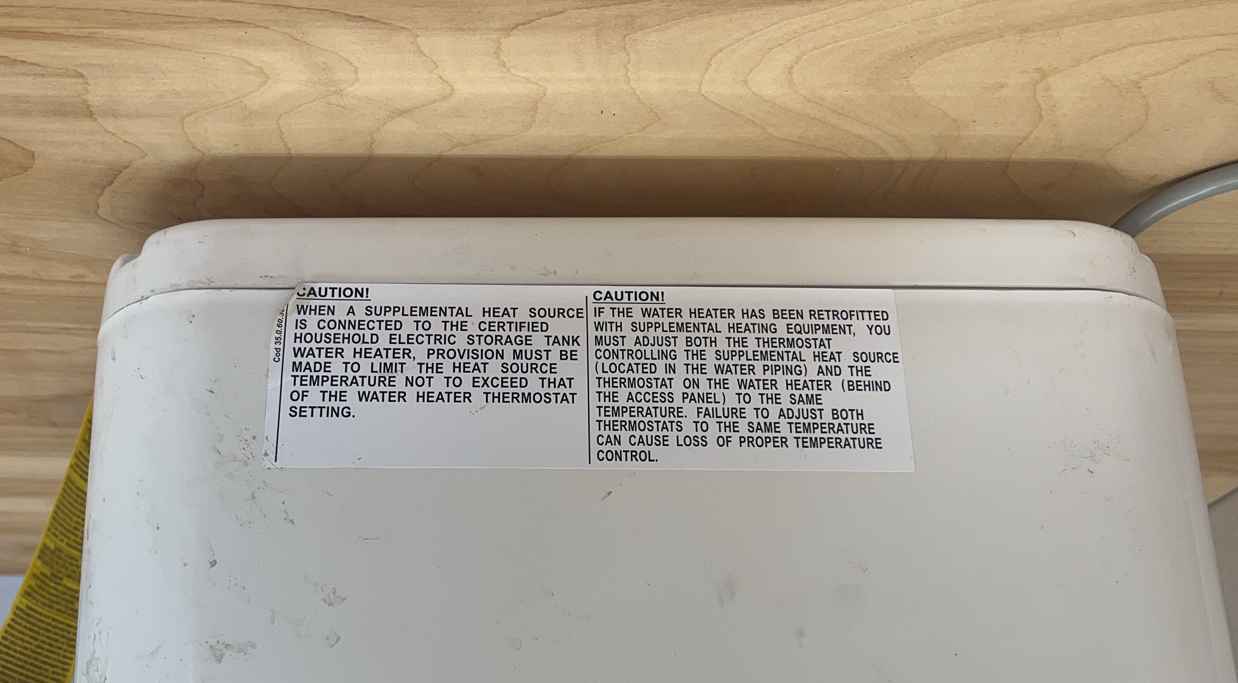 CAUTION!
WHEN A SUPPLEMENTAL HEAT SOURCE
IS CONNECTED TO THE CERTIFIED
HOUSEHOLD ELECTRIC STORAGE TANK
WATER HEATER, PROVISION MUST BE
MADE TO LIMIT THE HEAT SOURCE
TEMPERATURE NOT TO EXCEED THAT
OF THE WATER HEATER THERMOSTAT
SETTING.
CAUTION!
IF THE WATER HEATER HAS BEEN RETROFITTED
WITH SUPPLEMENTAL HEATING EQUIPMENT, YOU
MUST ADJUST BOTH THE THERMOSTAT
CONTROLLING THE SUPPLEMENTAL HEAT SOURCE
(LOCATED IN THE WATER PIPING) AND THE
THERMOSTAT ON THE WATER HEATER (BEHIND
THE ACCESS PANEL) TO THE SAME
TEMPERATURE. FAILURE TO ADJUST BOTH
THERMOSTATS TO THE SAME TEMPERATURE
CAN CAUSE LOSS OF PROPER TEMPERATURE
CONTROL.
Cod